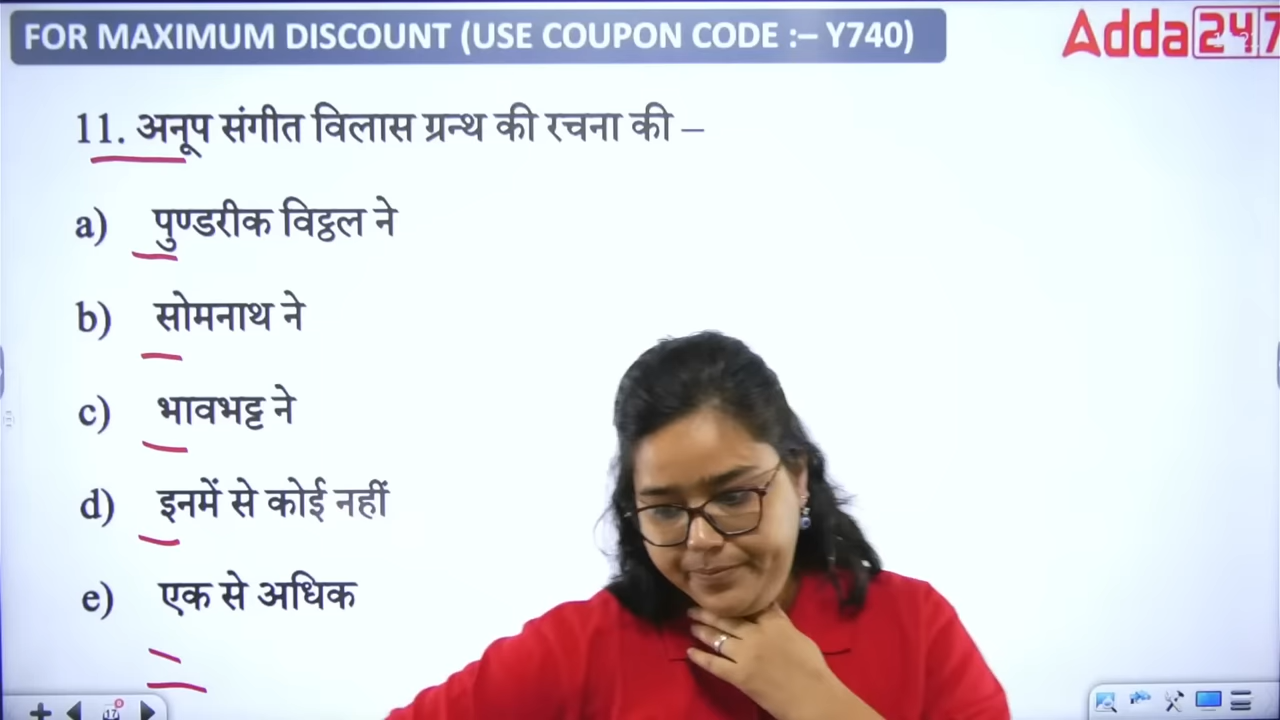 FOR MAXIMUM DISCOUNT (USE COUPON CODE :– Y740)
Adda247
11. अनूप संगीत विलास ग्रन्थ की रचना की –
a) पुण्डरीक विट्ठल ने
b) सोमनाथ ने
c) भावभट्ट ने
d) इनमें से कोई नहीं
e) एक से अधिक
17